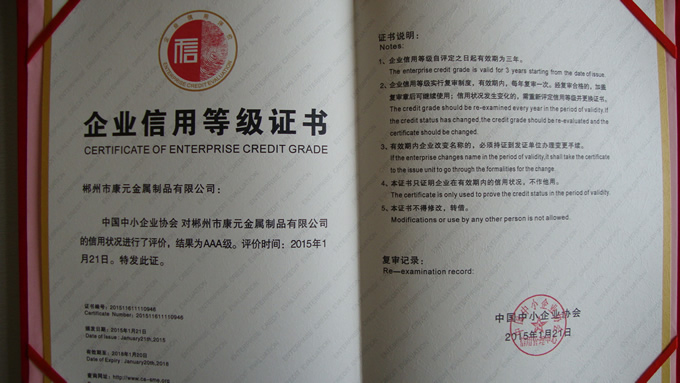 信
ENTERPRISE CREDIT EVALUATION
企业信用等级证书
CERTIFICATE OF ENTERPRISE CREDIT GRADE
郴州市康元金属制品有限公司：
中国中小企业协会 对郴州市康元金属制品有限公司
的信用状况进行了评价，结果为AAA级。评价时间：2015年1
月21日。特发此证。
证书编号：201511611110946
Certificate Number: 201511611110946
颁发日期：2015年1月21日
Date of Issue: January21th,2015
有效期至：2018年1月20日
Date of Expiry: January20th,2018
查询网址：http://www.ca-sme.org
证书说明：
Notes:
1、企业信用等级自评定之日起有效期为三年。
The enterprise credit grade is valid for 3 years starting from the date of issue.
2、企业信用等级实行复审制度，有效期内，每年复审一次。经复审合格的，加盖
复审章后可继续使用；信用状况发生变化的，需重新评定信用等级并更换证书。
The credit grade should be re-examined every year in the period of validity.If
the credit status has changed,the credit grade should be re-evaluated and the
certificate should be changed.
3、有效期内企业改变名称的，必须持证到发证单位办理变更手续。
If the enterprise changes name in the period of validity,it shall take the certificate
to the issue unit to go through the formalities for the change.
4、本证书只证明企业在有效期内的信用状况，不作他用。
The certificate is only used to prove the credit status in the period of validity.
5、本证书不得修改，转借。
Modifications or use by any other person is not allowed.
复审记录：
Re—examination record:
中国中小企业协会
2015年1月21日